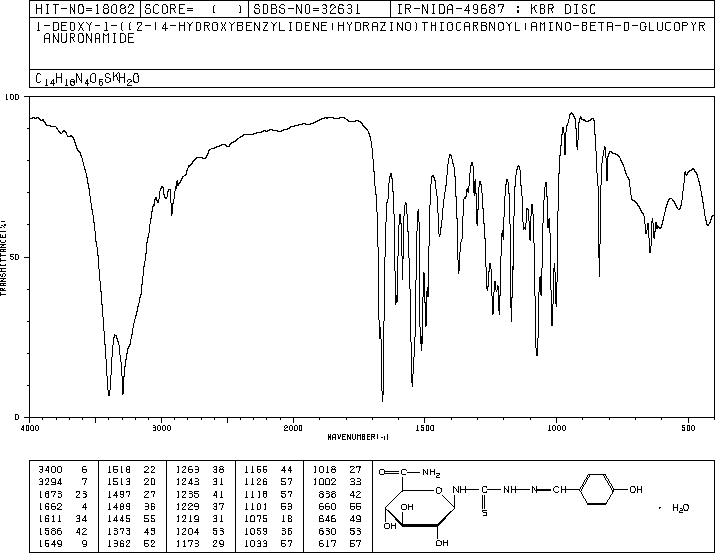 HIT-NO=18082 SCORE= ( ) SDBS-NO=32631 IR-NIDA-49687 : KBR DISC
1-DEOXY-1-((2-(4-HYDROXYBENZYLIDENE)HYDRAZINO)THIOCARBNOYL)AMINO-BETA-D-GLUCOPYR
ANURONAMIDE
C14H18N4O6S*H2O
100
50
0
TRANSMITTANCE(%)
4000 3000 2000 1500 1000 500
WAVENUMBER(-1)
3400 6 1518 22 1263 38 1166 44 1018 27
3294 7 1513 20 1243 31 1126 57 1002 33
1673 23 1497 27 1235 41 1118 57 838 42
1662 4 1489 36 1229 37 1101 53 660 55
1611 34 1445 55 1219 31 1075 18 646 49
1586 42 1373 49 1204 53 1059 36 630 53
1549 9 1362 52 1173 29 1033 57 617 57
O NH2
O NH C NH N CH OH
S
OH
OH
OH
· H2O